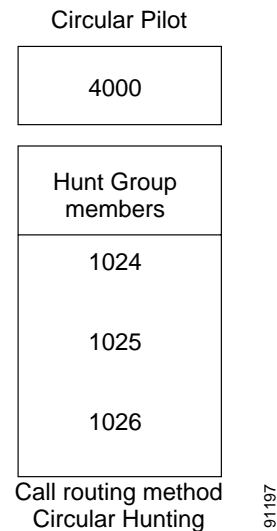 Circular Pilot
4000
Hunt Group
members
1024
1025
1026
Call routing method
Circular Hunting
91197